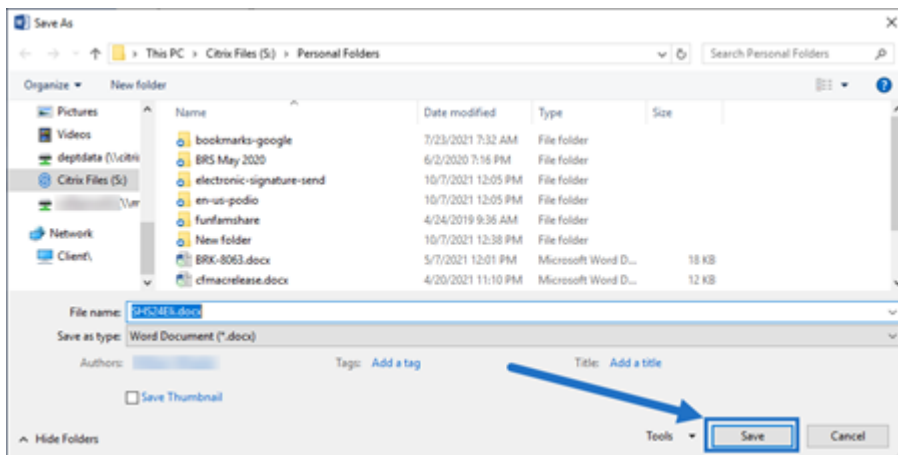 Save As
This PC > Citrix Files (S:) > Personal Folders
Search Personal Folders
Organize
New folder
Name
Date modified
Type
Size
Pictures
Videos
deptdata (\\citri
Citrix Files (S:)
Network
Client\
bookmarks-google 7/23/2021 7:32 AM File folder
BRS May 2020 6/2/2020 7:16 PM File folder
electronic-signature-send 10/7/2021 12:05 PM File folder
en-us-podio 10/7/2021 12:05 PM File folder
funfamshare 4/24/2019 9:36 AM File folder
New folder 10/7/2021 12:38 PM File folder
BRK-8063.docx 5/7/2021 12:01 PM Microsoft Word D... 18 KB
cfmacrelease.docx 4/20/2021 11:10 PM Microsoft Word D... 12 KB
File name:
Save as type: Word Document (*.docx)
Authors:
Tags: Add a tag
Title: Add a title
Save Thumbnail
Hide Folders
Tools
Save
Cancel